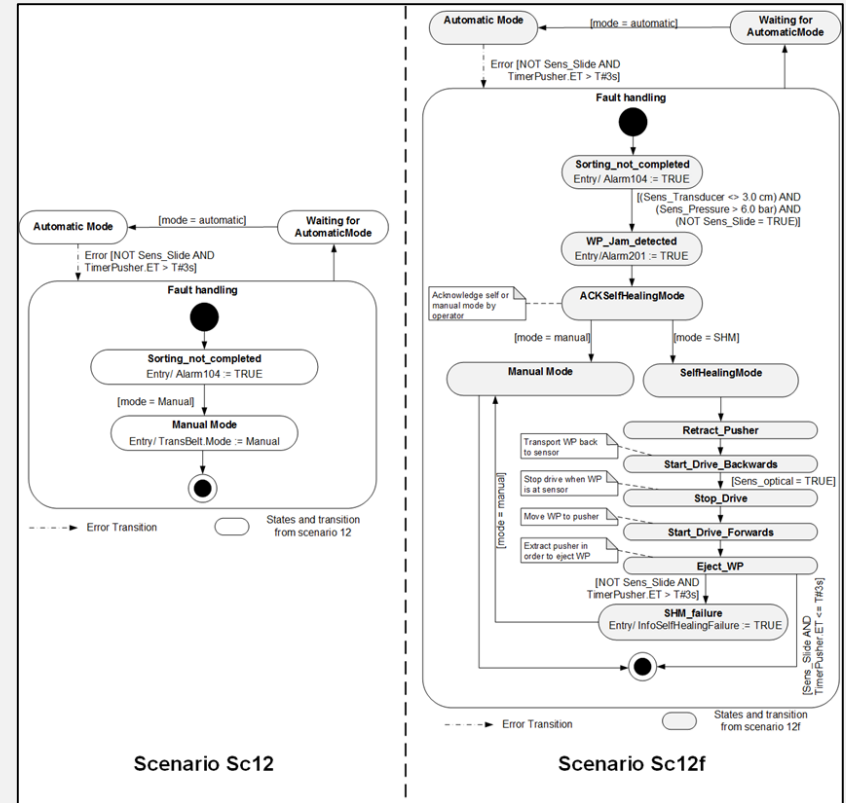 Automatic Mode
[mode = automatic]
Waiting for
AutomaticMode
Error [NOT Sens_Slide AND
TimerPusher.ET > T#3s]
Fault handling
Sorting_not_completed
Entry/ Alarm104 := TRUE
[mode = Manual]
Manual Mode
Entry/ TransBelt.Mode := Manual
Error Transition
States and transition
from scenario 12
Scenario Sc12
Automatic Mode
[mode = automatic]
Waiting for
AutomaticMode
Error [NOT Sens_Slide AND
TimerPusher.ET > T#3s]
Fault handling
Sorting_not_completed
Entry/ Alarm104 := TRUE
[(Sens_Transducer <> 3.0 cm) AND
(Sens_Pressure > 6.0 bar) AND
(NOT Sens_Slide = TRUE)]
WP_Jam_detected
Entry/Alarm201 := TRUE
Acknowledge self or
manual mode by
operator
ACKSelfHealingMode
[mode = manual]
[mode = SHM]
Manual Mode
SelfHealingMode
Retract_Pusher
Transport WP back
to sensor
Start_Drive_Backwards
[Sens_optical = TRUE]
Stop drive when WP
is at sensor
Stop_Drive
Move WP to pusher
Start_Drive_Forwards
Extract pusher in
order to eject WP
Eject_WP
[mode = manual]
[NOT Sens_Slide AND
TimerPusher.ET > T#3s]
SHM_failure
Entry/ InfoSelfHealingFailure := TRUE
[Sens_Slide AND
TimerPusher.ET <= T#3s]
Error Transition
States and transition
from scenario 12f
Scenario Sc12f